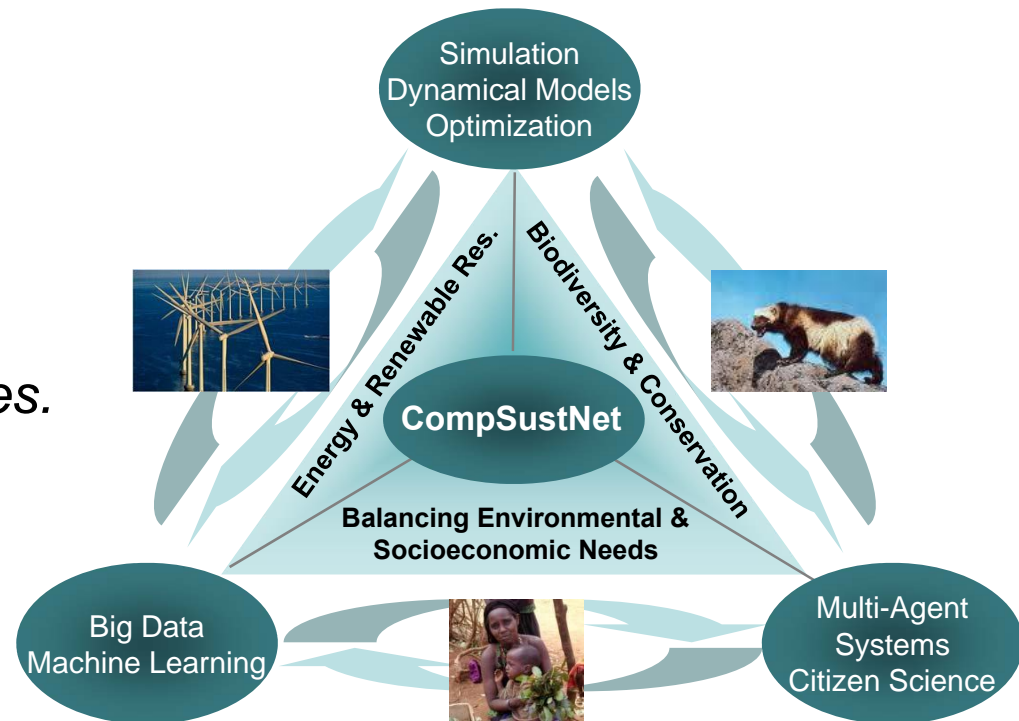 Simulation
Dynamical Models
Optimization
Energy & Renewable Res.
Biodiversity & Conservation
es.
CompSustNet
Balancing Environmental &
Socioeconomic Needs
Big Data
Machine Learning
Multi-Agent
Systems
Citizen Science